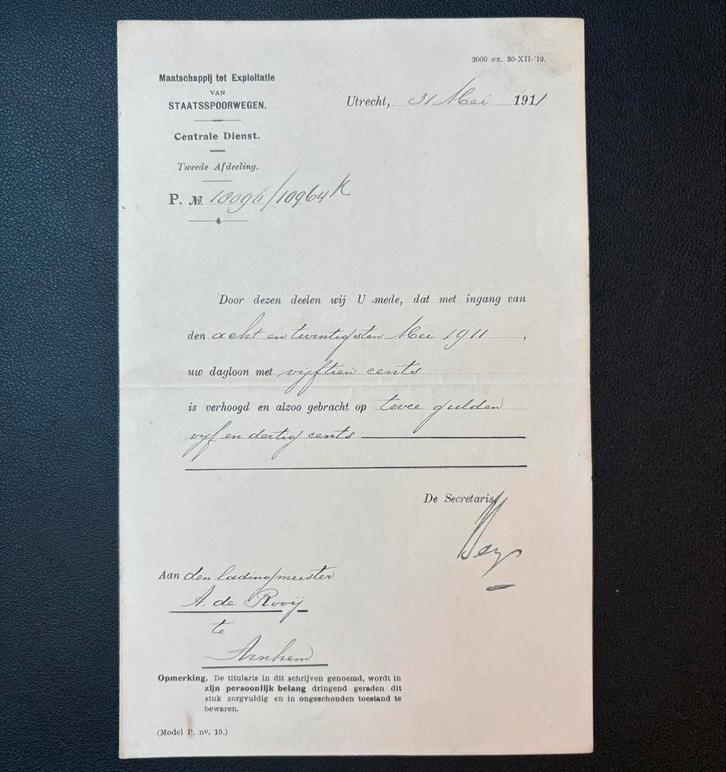 2000 ex. 30-XII-'10.
Maatschappij tot Exploitatie
VAN
STAATSSPOORWEGEN.
Utrecht, 31 Mei 1911
Centrale Dienst.
Tweede Afdeeling.
P. No. 18096/10964 K
Door dezen deelen wij U mede, dat met ingang van
den acht en twintigsten Mei 1911,
uw dagloon met vijftien cents
is verhoogd en alzoo gebracht op twee gulden
vijf en dertig cents
De Secretaris,
Aan den ladingmeester
A. de Rooij
te
Arnhem
Opmerking. De titularis in dit schrijven genoemd, wordt in
zijn persoonlijk belang dringend geraden dit
stuk zorgvuldig en in ongeschonden toestand te
bewaren.
(Model P. no. 19.)